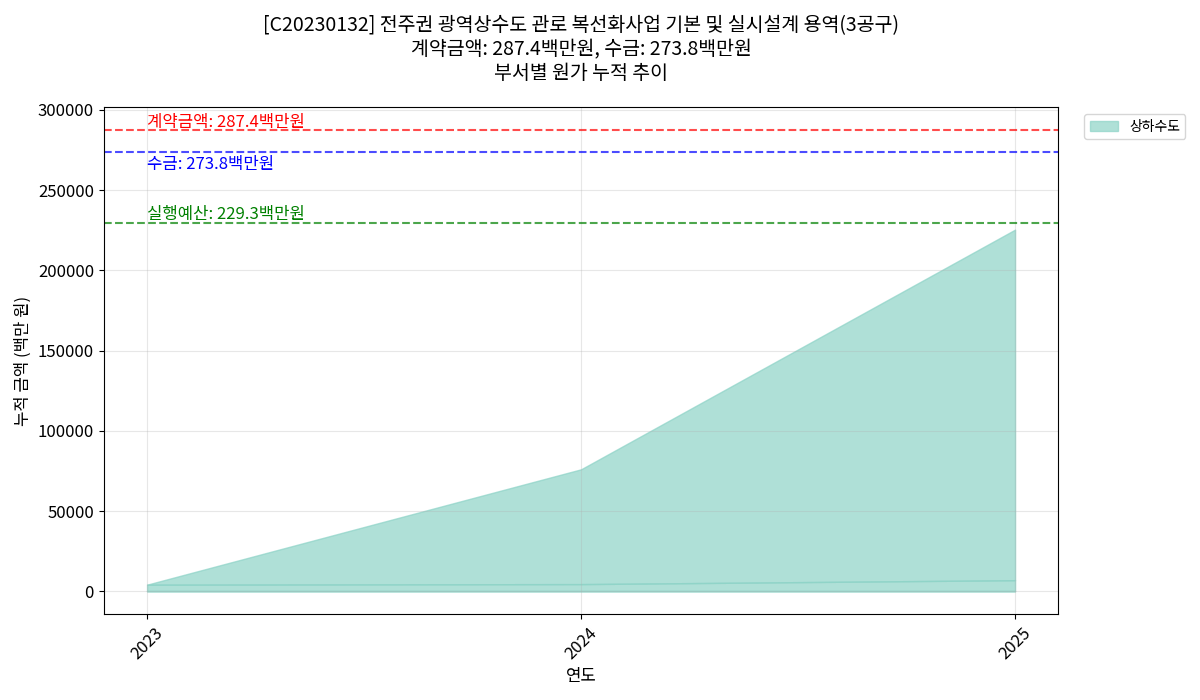 [C20230132] 전주권 광역상수도 관로 복선화사업 기본 및 실시설계 용역(3공구)
계약금액: 287.4백만원, 수금: 273.8백만원
부서별 원가 누적 추이
300000
250000
200000
150000
100000
50000
0
누적 금액 (백만 원)
계약금액: 287.4백만원
수금: 273.8백만원
실행예산: 229.3백만원
상하수도
2023
2024
2025
연도